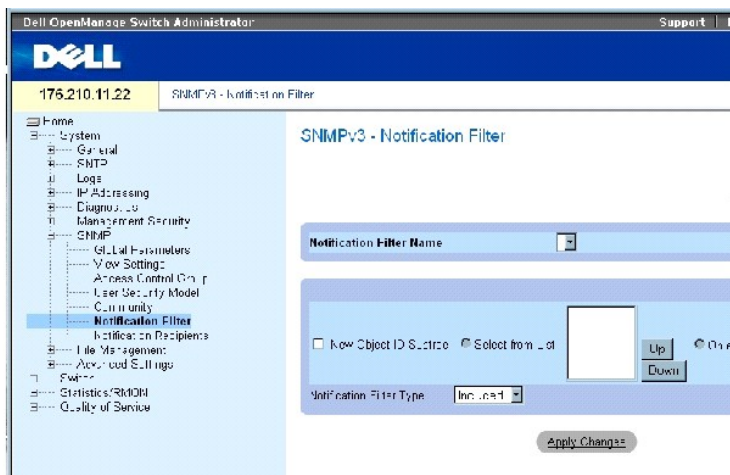 Dell OpenManage Switch Administrator Support
DELL
176.210.11.22 SNMPv3 - Notification Filter
Home
System
General
SNTP
Logs
IP Addressing
Diagnostics
Management Security
SNMP
Global Parameters
View Settings
Access Control Group
User Security Model
Community
Notification Filter
Notification Recipients
File Management
Advanced Settings
Switch
Statistics/RMON
Quality of Service
SNMPv3 - Notification Filter
Notification Filter Name
New Object ID Subtree Select from List Up
Down
Notification Filter Type Included
Apply Changes